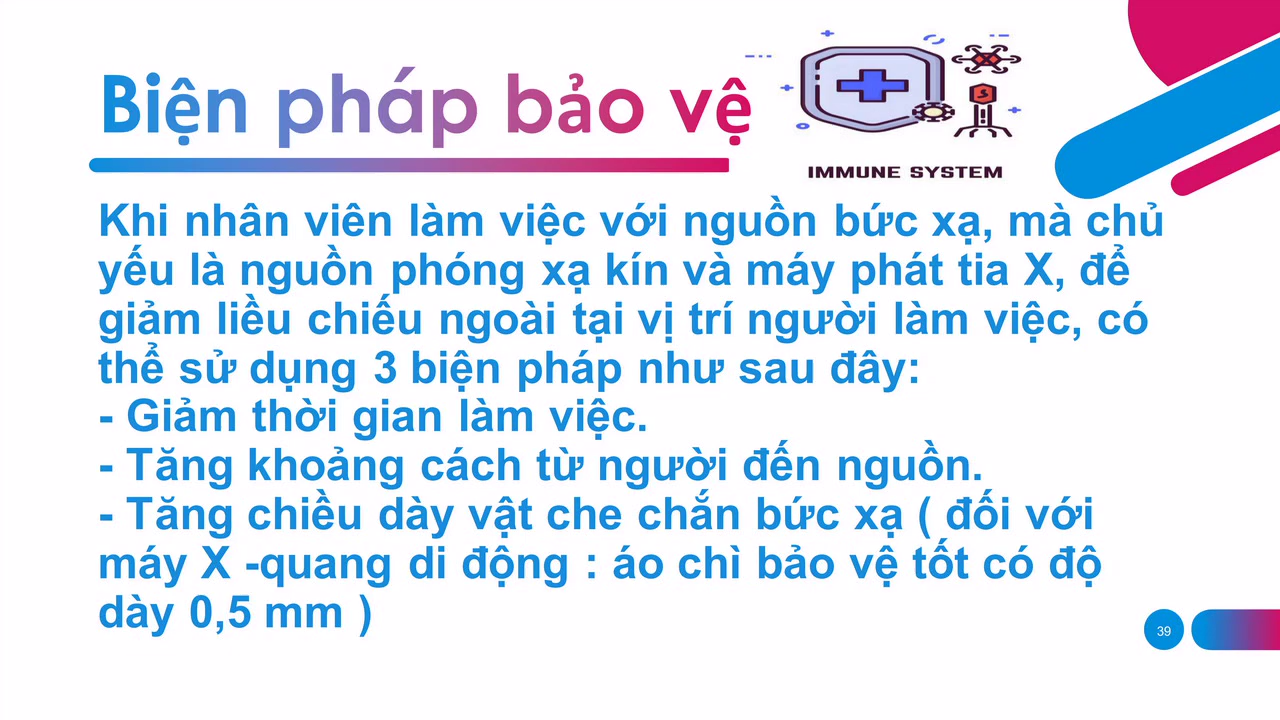 Biện pháp bảo vệ
IMMUNE SYSTEM
Khi nhân viên làm việc với nguồn bức xạ, mà chủ
yếu là nguồn phóng xạ kín và máy phát tia X, để
giảm liều chiếu ngoài tại vị trí người làm việc, có
thể sử dụng 3 biện pháp như sau đây:
- Giảm thời gian làm việc.
- Tăng khoảng cách từ người đến nguồn.
- Tăng chiều dày vật che chắn bức xạ ( đối với
máy X -quang di động : áo chì bảo vệ tốt có độ
dày 0,5 mm )
39